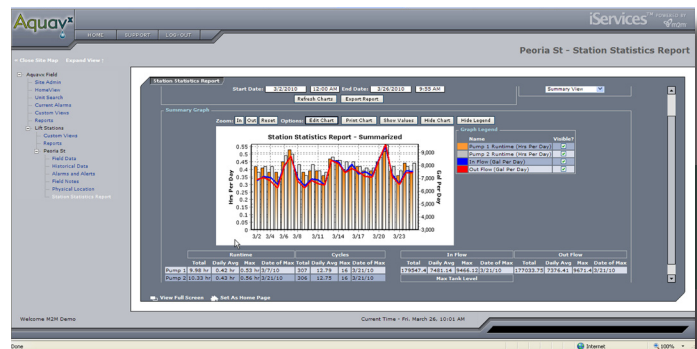 Aquavx
iServices™ POWERED BY m2m
HOME SUPPORT LOG-OUT
Peoria St - Station Statistics Report
Close Site Map Expand View
Aquavx Field
Site Admin
HomeView
Unit Search
Current Alarms
Custom Views
Reports
Lift Stations
Custom Views
Reports
Peoria St
Field Data
Historical Data
Alarms and Alerts
Field Notes
Physical Location
Station Statistics Report
Station Statistics Report
Start Date: 3/2/2010 12:00 AM End Date: 3/26/2010 9:55 AM
Summary View
Refresh Charts Export Report
Summary Graph
Zoom: In Out Reset Options: Edit Chart Print Chart Show Values Hide Chart Hide Legend
Station Statistics Report - Summarized
Hrs Per Day
0.55
0.5
0.45
0.4
0.35
0.3
0.25
0.2
0.15
0.1
0.05
0
9,000
8,000
7,000
6,000
5,000
4,000
3,000
Gal Per Day
3/2 3/4 3/6 3/8 3/11 3/14 3/17 3/20 3/23
Graph Legend
Name Visible?
Pump 1 Runtime (Hrs Per Day)
Pump 2 Runtime (Hrs Per Day)
In Flow (Gal Per Day)
Out Flow (Gal Per Day)
Runtime Cycles In Flow Out Flow
Total Daily Avg Max Date of Max Total Daily Avg Max Date of Max Total Daily Avg Max Date of Max Total Daily Avg Max Date of Max
Pump 1 9.98 hr 0.42 hr 0.53 hr 3/7/10 307 12.79 16 3/21/10 179547.4 7481.14 9466.12 3/21/10 177033.75 7376.41 9671.4 3/21/10
Pump 2 10.33 hr 0.43 hr 0.56 hr 3/21/10 306 12.75 16 3/21/10 Max Tank Level
View Full Screen Set As Home Page
Welcome M2M Demo
Current Time - Fri. March 26, 10:01 AM
Done
Internet
100%